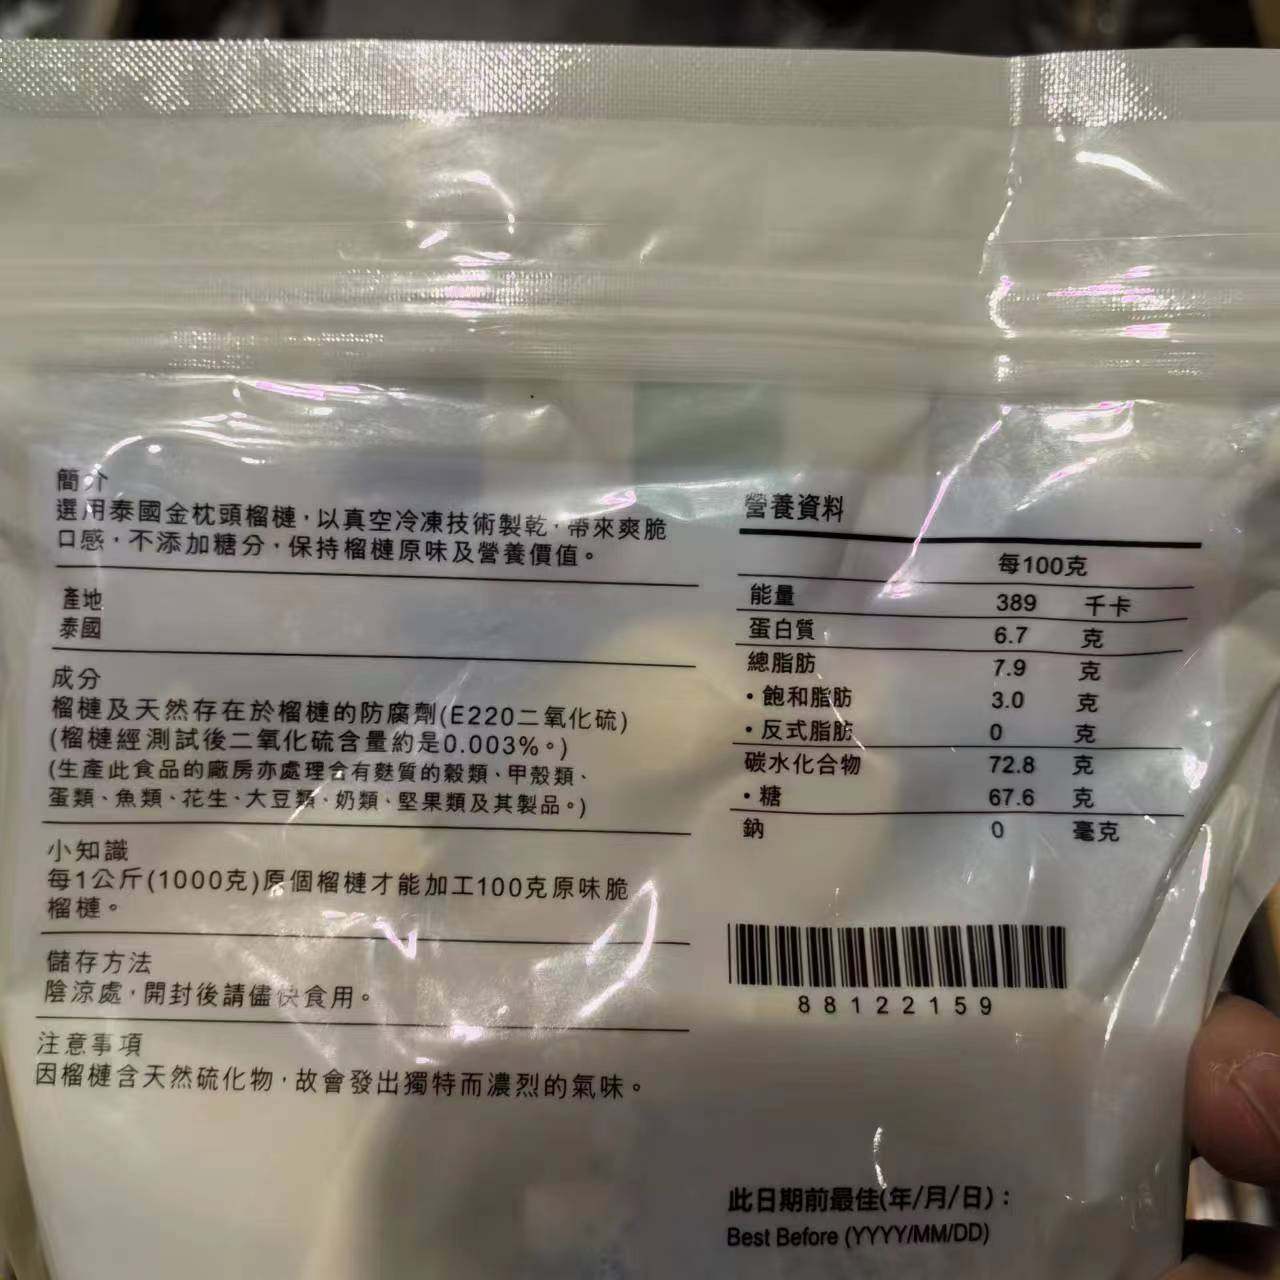 簡介
選用泰國金枕頭榴槤，以真空冷凍技術製乾，帶來爽脆
口感，不添加糖分，保持榴槤原味及營養價值。
產地
泰國
成分
榴槤及天然存在於榴槤的防腐劑(E220二氧化硫)
(榴槤經測試後二氧化硫含量約是0.003%。)
(生產此食品的廠房亦處理含有麩質的穀類、甲殼類、
蛋類、魚類、花生、大豆類、奶類、堅果類及其製品。)
小知識
每1公斤(1000克)原個榴槤才能加工100克原味脆
榴槤。
儲存方法
陰涼處，開封後請儘快食用。
注意事項
因榴槤含天然硫化物，故會發出獨特而濃烈的氣味。
營養資料
每100克
能量 389 千卡
蛋白質 6.7 克
總脂肪 7.9 克
•飽和脂肪 3.0 克
•反式脂肪 0 克
碳水化合物 72.8 克
•糖 67.6 克
鈉 0 毫克
88122159
此日期前最佳(年/月/日)：
Best Before (YYYY/MM/DD)